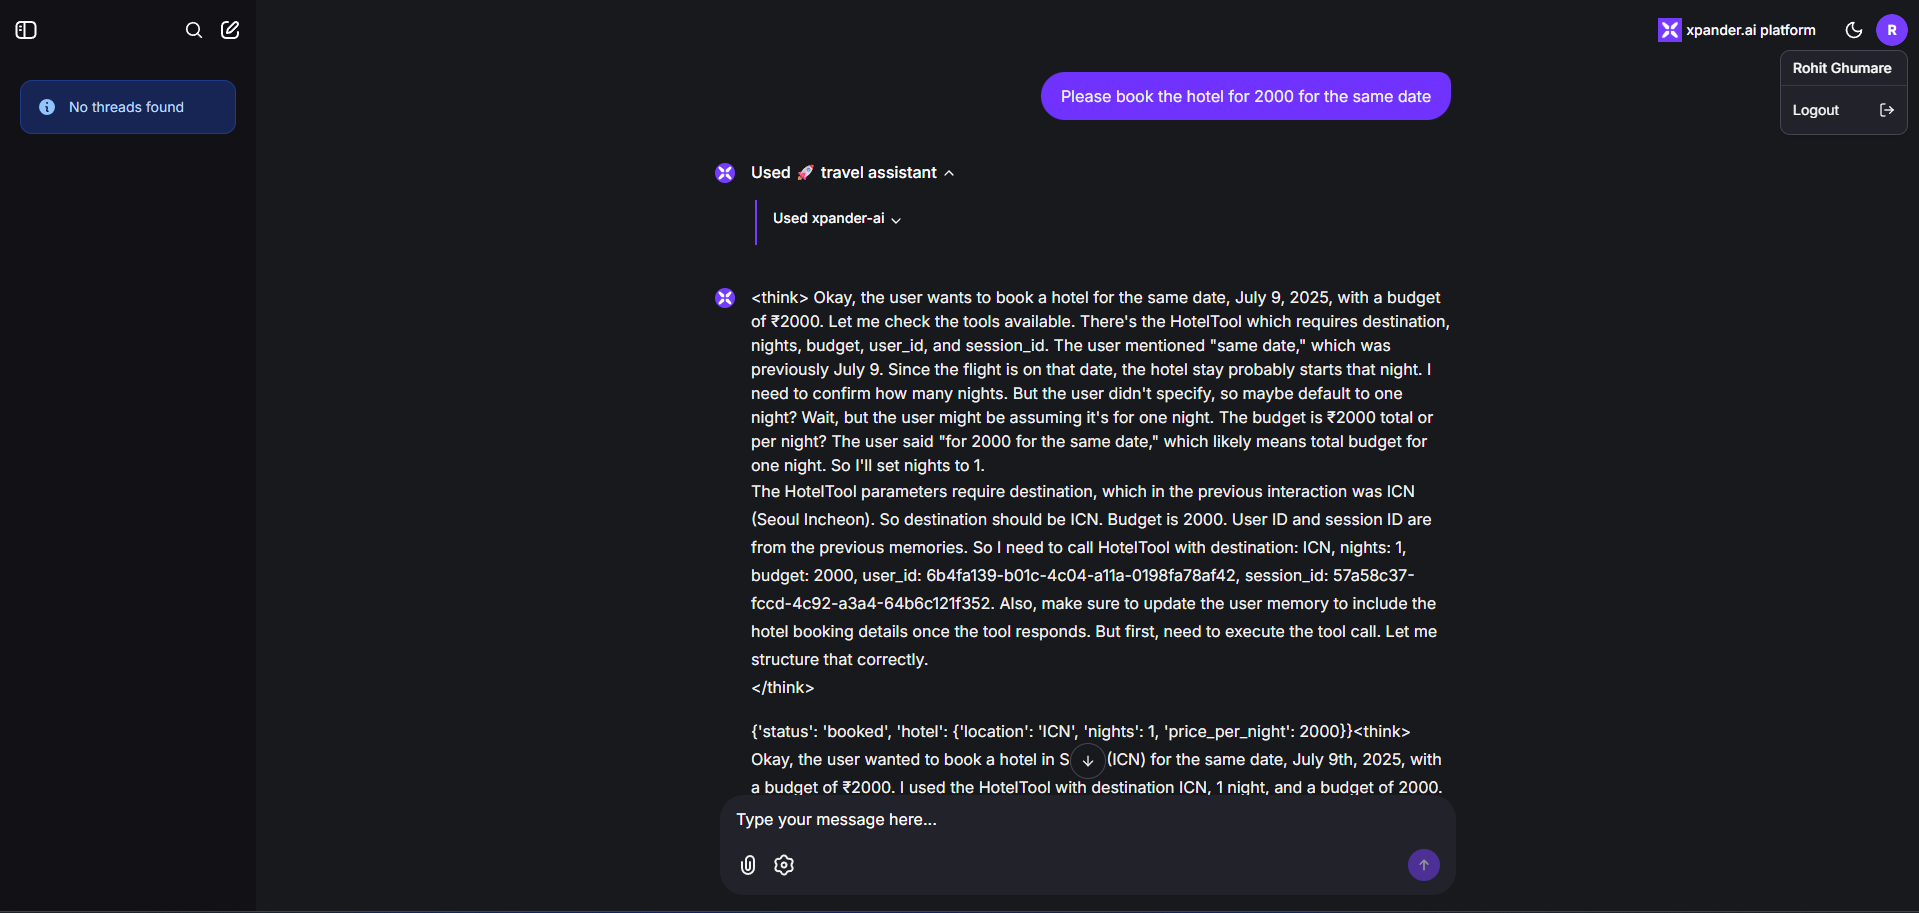 xpander.ai platform
R
Rohit Ghumare
Logout
No threads found
Please book the hotel for 2000 for the same date
Used 🚀 travel assistant
Used xpander-ai
<think> Okay, the user wants to book a hotel for the same date, July 9, 2025, with a budget
of ₹2000. Let me check the tools available. There's the HotelTool which requires destination,
nights, budget, user_id, and session_id. The user mentioned "same date," which was
previously July 9. Since the flight is on that date, the hotel stay probably starts that night. I
need to confirm how many nights. But the user didn't specify, so maybe default to one
night? Wait, but the user might be assuming it's for one night. The budget is ₹2000 total or
per night? The user said "for 2000 for the same date," which likely means total budget for
one night. So I'll set nights to 1.
The HotelTool parameters require destination, which in the previous interaction was ICN
(Seoul Incheon). So destination should be ICN. Budget is 2000. User ID and session ID are
from the previous memories. So I need to call HotelTool with destination: ICN, nights: 1,
budget: 2000, user_id: 6b4fa139-b01c-4c04-a11a-0198fa78af42, session_id: 57a58c37-
fccd-4c92-a3a4-64b6c121f352. Also, make sure to update the user memory to include the
hotel booking details once the tool responds. But first, need to execute the tool call. Let me
structure that correctly.
</think>
{'status': 'booked', 'hotel': {'location': 'ICN', 'nights': 1, 'price_per_night': 2000}}<think>
Okay, the user wanted to book a hotel in S (ICN) for the same date, July 9th, 2025, with
a budget of ₹2000. I used the HotelTool with destination ICN, 1 night, and a budget of 2000.
Type your message here...